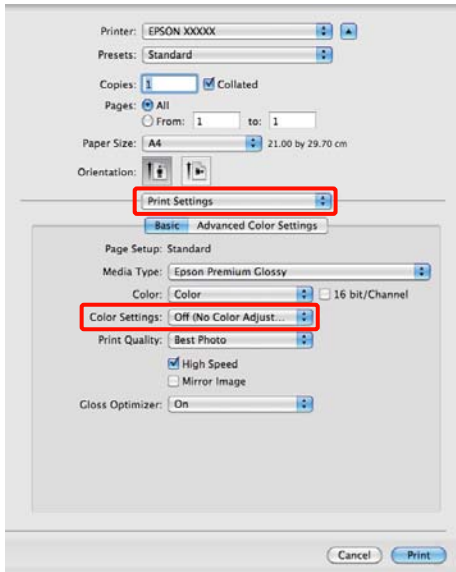 Printer: EPSON XXXXX
Presets: Standard
Copies: 1 Collated
Pages: All
From: 1 to: 1
Paper Size: A4 21.00 by 29.70 cm
Orientation:
Print Settings
Basic Advanced Color Settings
Page Setup: Standard
Media Type: Epson Premium Glossy
Color: Color 16 bit/Channel
Color Settings: Off (No Color Adjust...
Print Quality: Best Photo
High Speed
Mirror Image
Gloss Optimizer: On
Cancel Print